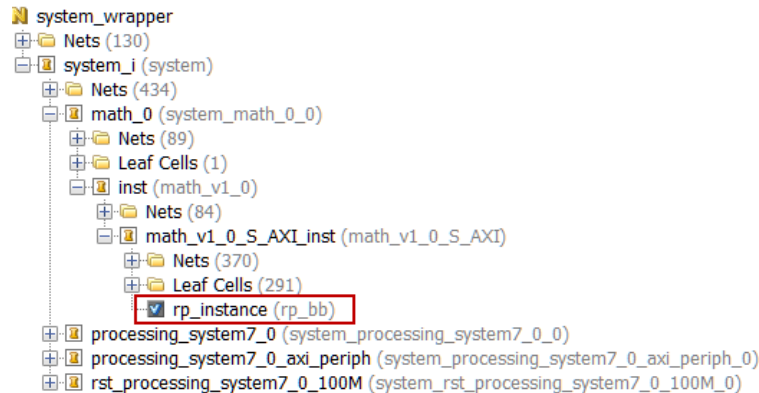 system_wrapper
Nets (130)
system_i (system)
Nets (434)
math_0 (system_math_0_0)
Nets (89)
Leaf Cells (1)
inst (math_v1_0)
Nets (84)
math_v1_0_S_AXI_inst (math_v1_0_S_AXI)
Nets (370)
Leaf Cells (291)
rp_instance (rp_bb)
processing_system7_0 (system_processing_system7_0_0)
processing_system7_0_axi_periph (system_processing_system7_0_axi_periph_0)
rst_processing_system7_0_100M (system_rst_processing_system7_0_100M_0)